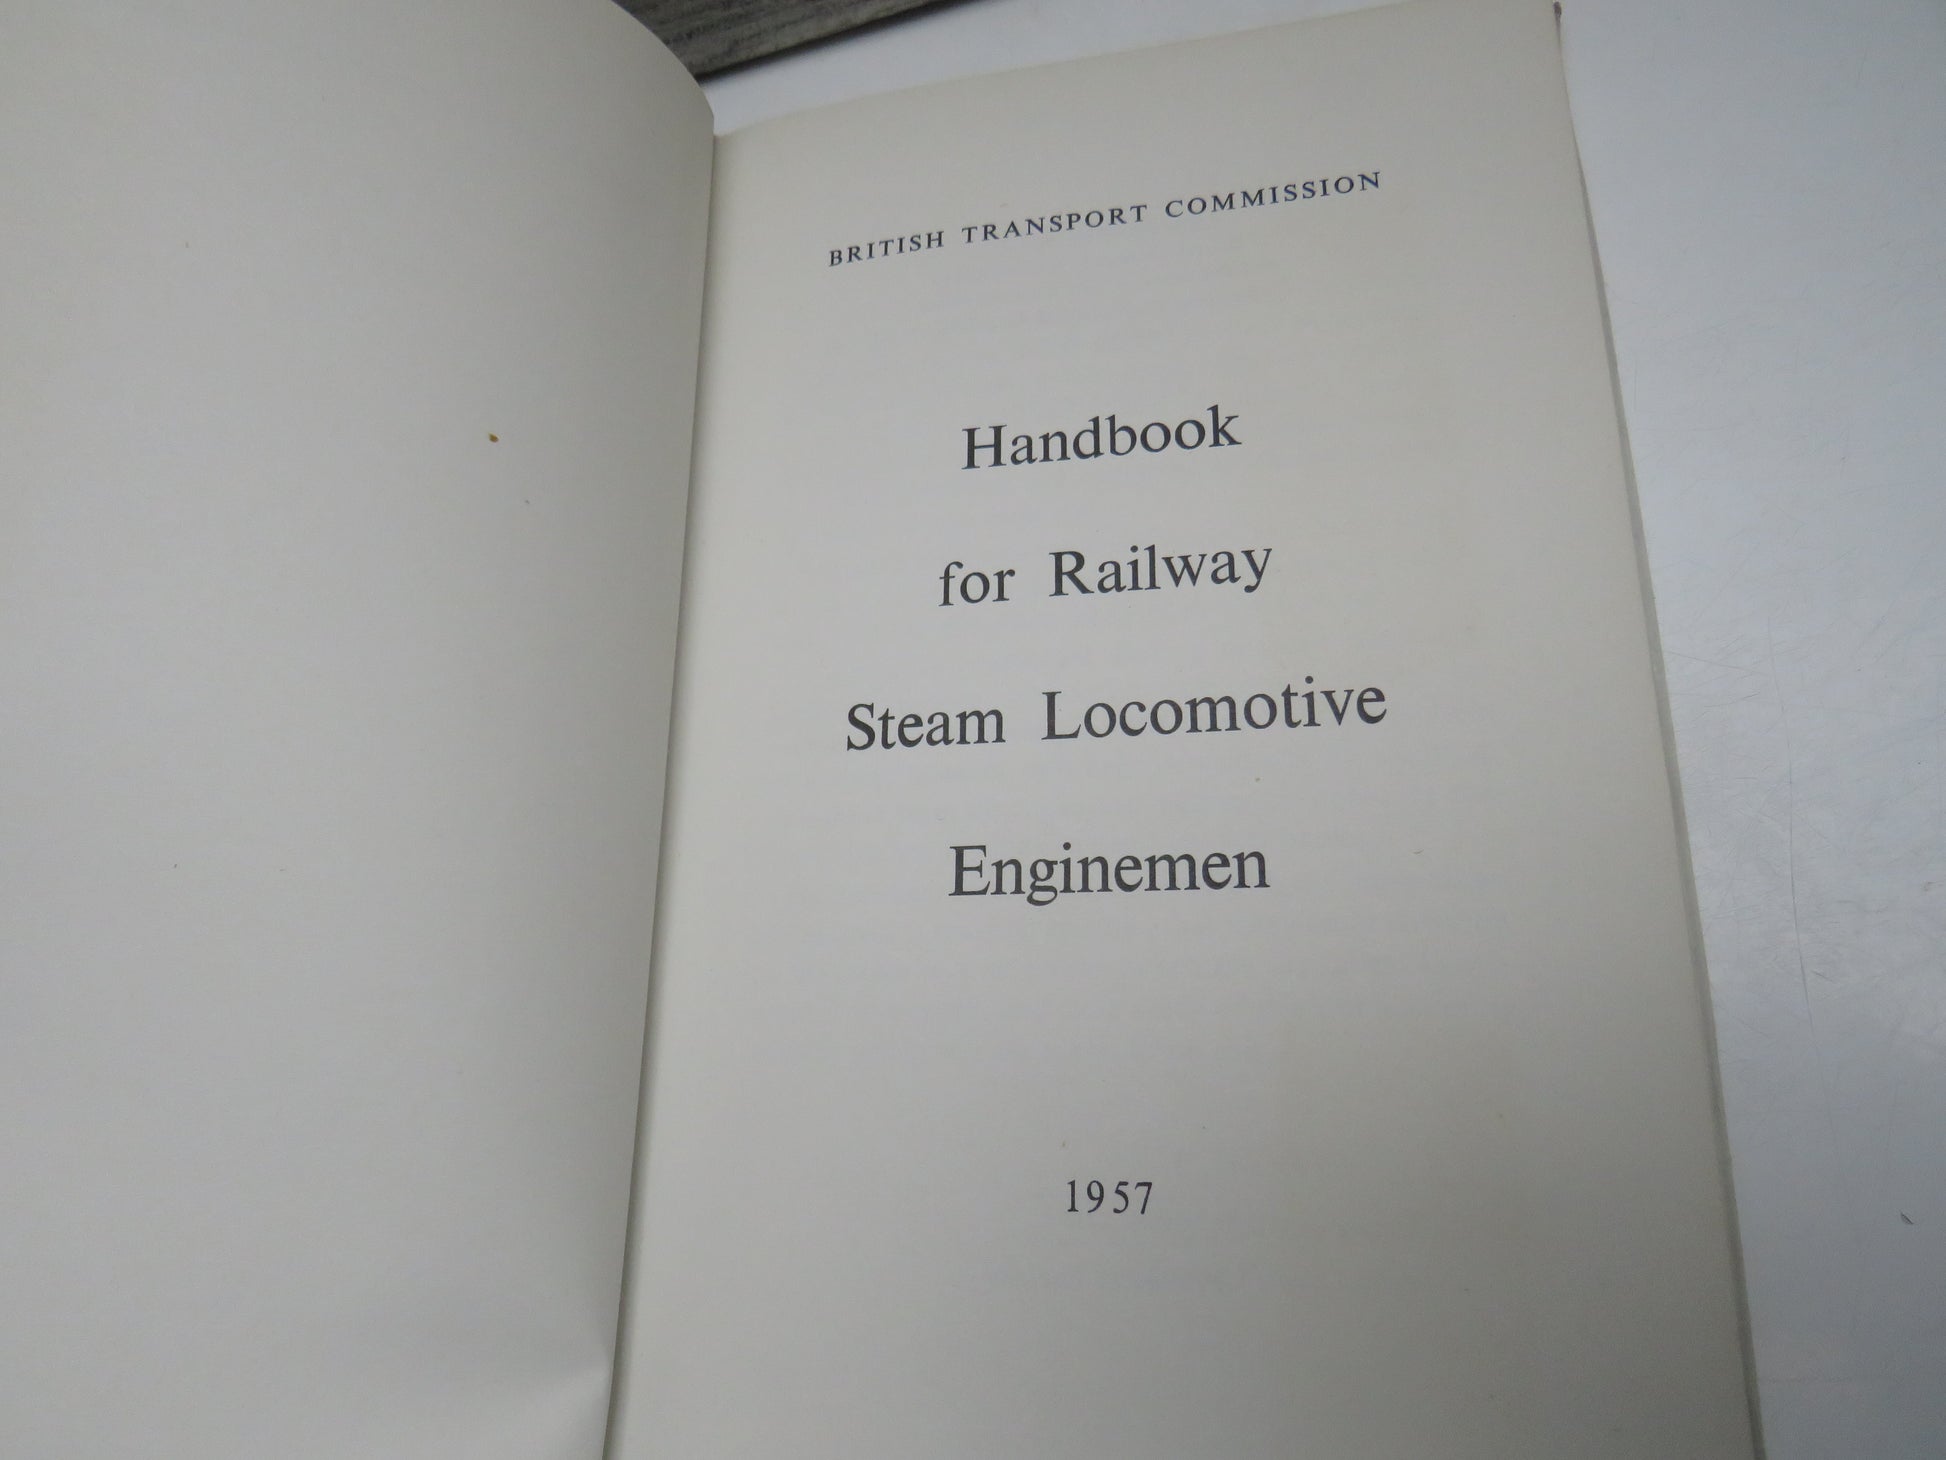 BRITISH TRANSPORT COMMISSION
Handbook
for Railway
Steam Locomotive
Enginemen
1957